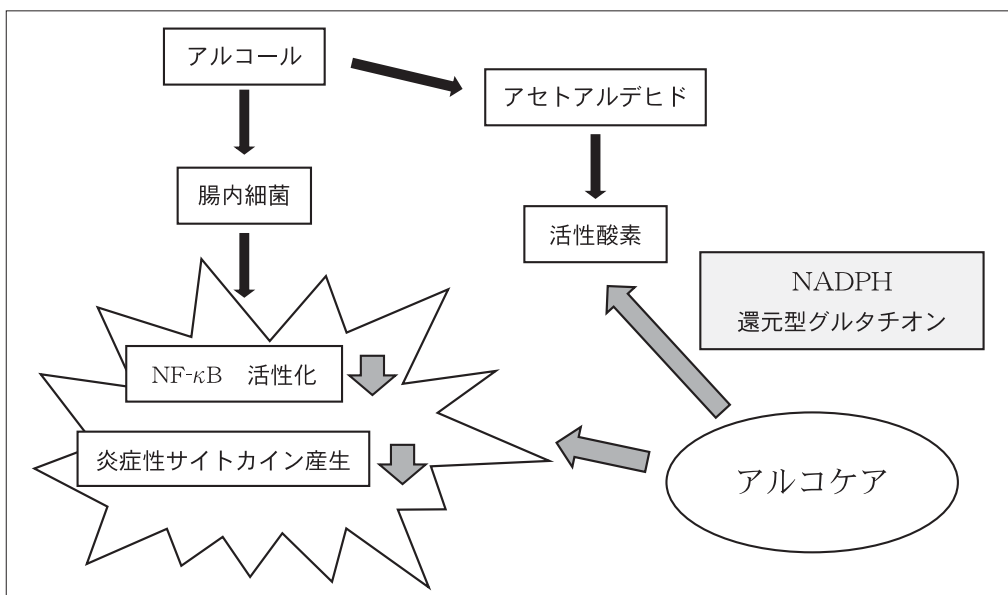 アルコール
アセトアルデヒド
腸内細菌
活性酸素
NADPH
還元型グルタチオン
NF-κB 活性化
炎症性サイトカイン産生
アルコケア